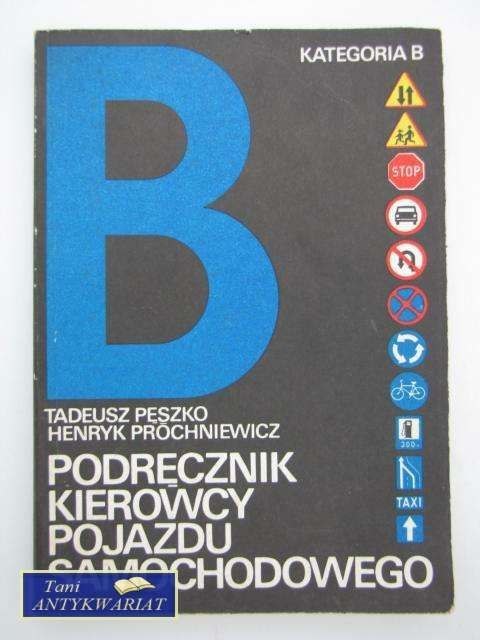 KATEGORIA B
B
STOP
TADEUSZ PĘSZKO
HENRYK PRÓCHNIEWICZ
PODRĘCZNIK
KIEROWCY
POJAZDU
SAMOCHODOWEGO
TAXI
Tani
ANTYKWARIAT